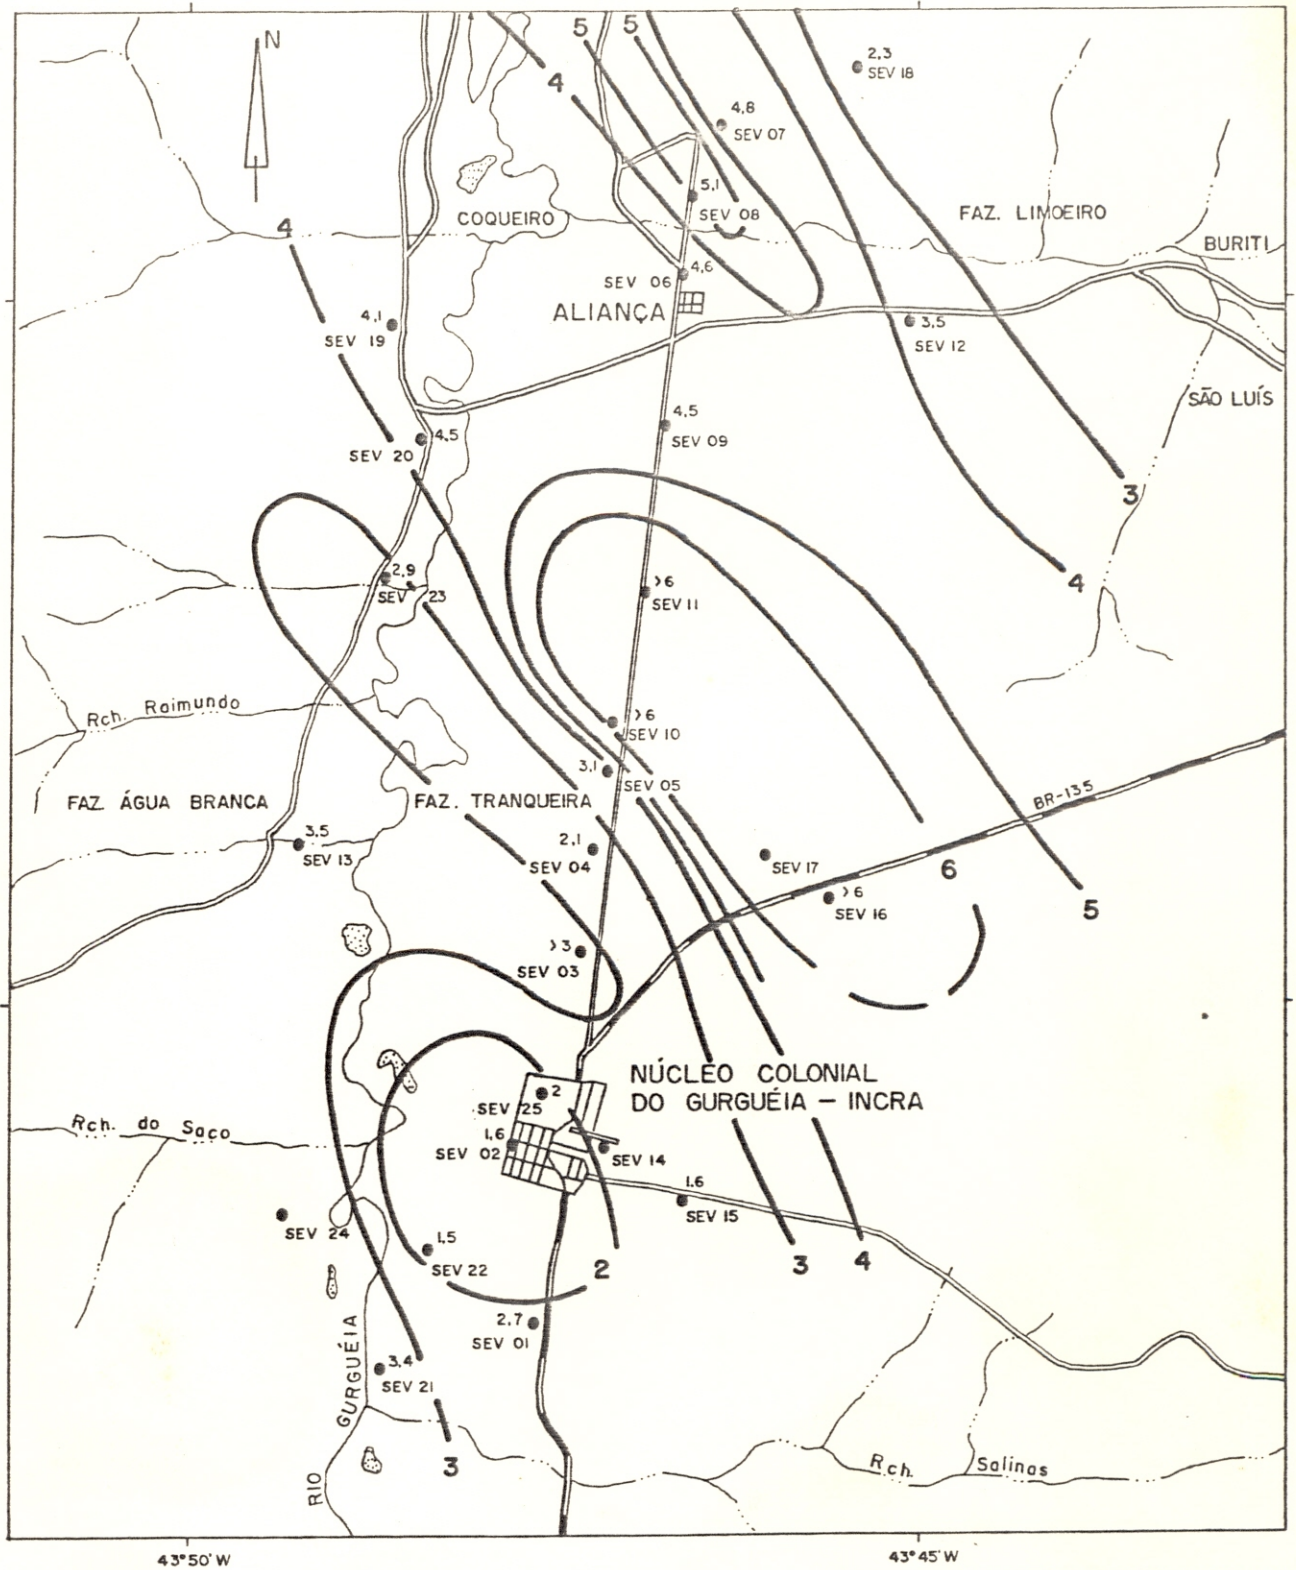 N
5
5
4
2,3
SEV 18
4,8
SEV 07
5,1
SEV 08
COQUEIRO
FAZ. LIMOEIRO
4
BURITI
4,6
SEV 06
ALIANÇA
4,1
SEV 19
3,5
SEV 12
SÃO LUÍS
4,5
SEV 20
4,5
SEV 09
3
2,9
SEV 23
>6
SEV 11
4
Rch. Raimundo
>6
SEV 10
3,1
SEV 05
FAZ. ÁGUA BRANCA
FAZ. TRANQUEIRA
BR-135
3.5
SEV 13
2,1
SEV 04
SEV 17
6
>6
SEV 16
5
>3
SEV 03
NÚCLEO COLONIAL
DO GURGUÉIA – INCRA
2
SEV 25
Rch. do Saco
1,6
SEV 02
SEV 14
1.6
SEV 15
SEV 24
1,5
SEV 22
2
3
4
2,7
SEV 01
3,4
SEV 21
RIO GURGUÉIA
3
Rch. Salinas
43°50' W
43°45' W